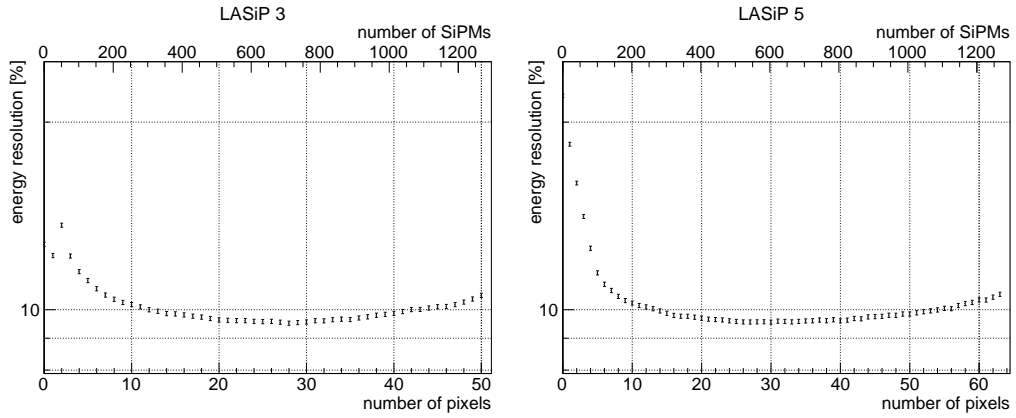 LASiP 3
number of SiPMs
0 200 400 600 800 1000 1200
energy resolution [%]
10
0 10 20 30 40 50
number of pixels
LASiP 5
number of SiPMs
0 200 400 600 800 1000 1200
energy resolution [%]
10
0 10 20 30 40 50 60
number of pixels